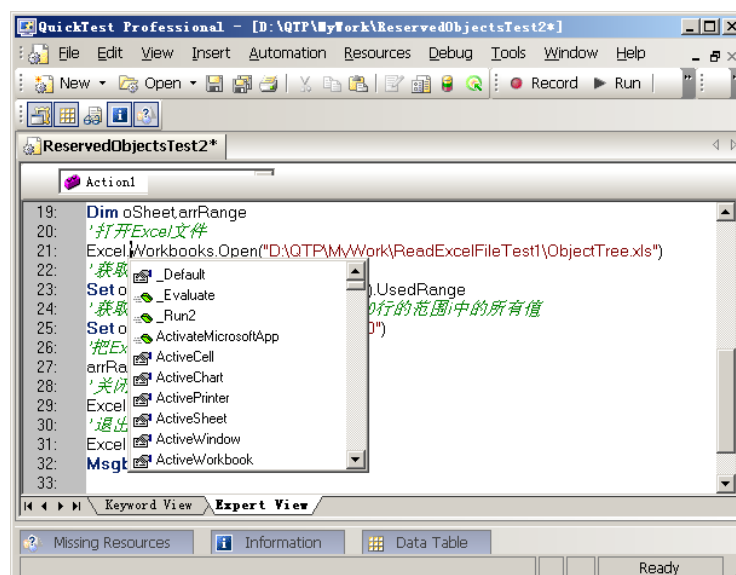 QuickTest Professional - [D:\QTP\MyWork\ReservedObjectsTest2*]
File Edit View Insert Automation Resources Debug Tools Window Help
New Open Record Run
ReservedObjectsTest2*
Action1
19: Dim oSheet,arrRange
20: '打开Excel文件
21: Excel.Workbooks.Open("D:\QTP\MyWork\ReadExcelFileTest1\ObjectTree.xls")
22: '获取
23: Set o ).UsedRange
24: '获取 0行的范围中的所有值
25: Set o 0")
26: '把Ex
27: arrRa
28: '关闭
29: Excel
30: '退出
31: Excel
32: Msgb
33:
_Default
_Evaluate
_Run2
ActivateMicrosoftApp
ActiveCell
ActiveChart
ActivePrinter
ActiveSheet
ActiveWindow
ActiveWorkbook
Keyword View Expert View
Missing Resources Information Data Table
Ready